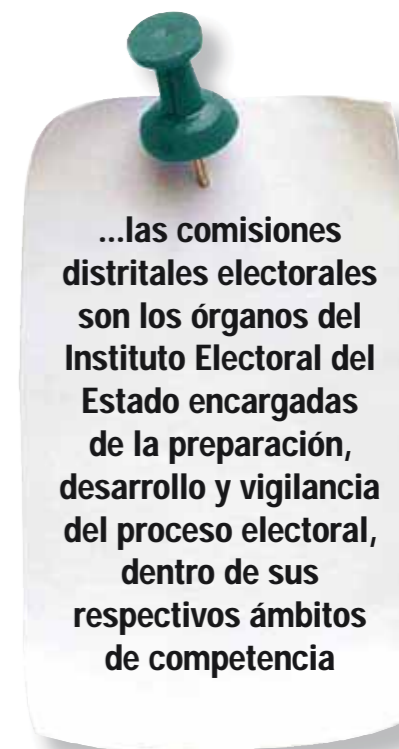 ...las comisiones
distritales electorales
son los órganos del
Instituto Electoral del
Estado encargadas
de la preparación,
desarrollo y vigilancia
del proceso electoral,
dentro de sus
respectivos ámbitos
de competencia